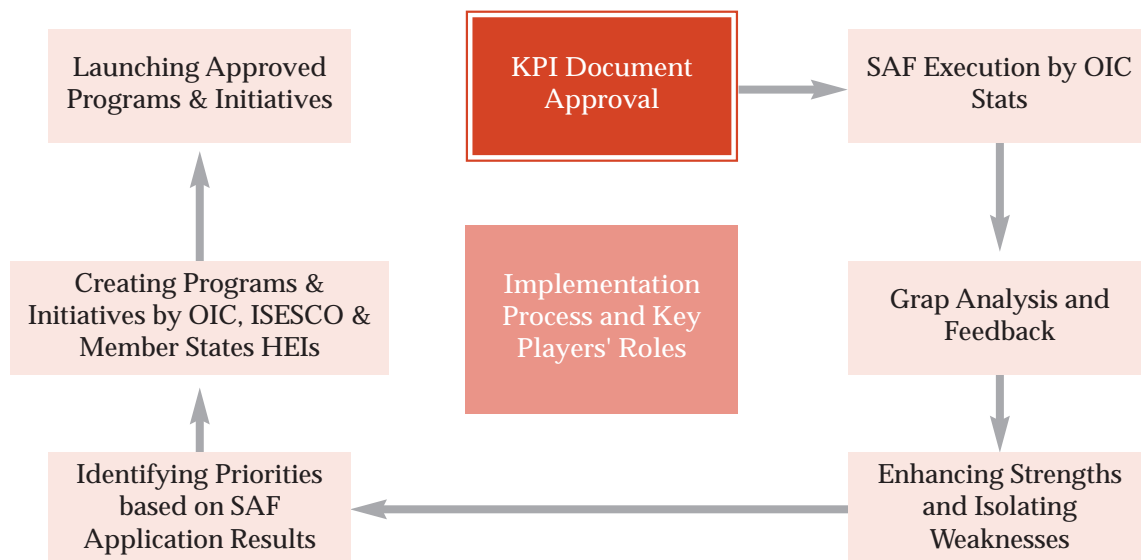 Launching Approved
Programs & Initiatives
KPI Document
Approval
SAF Execution by OIC
Stats
Creating Programs &
Initiatives by OIC, ISESCO &
Member States HEIs
Implementation
Process and Key
Players' Roles
Grap Analysis and
Feedback
Identifying Priorities
based on SAF
Application Results
Enhancing Strengths
and Isolating
Weaknesses